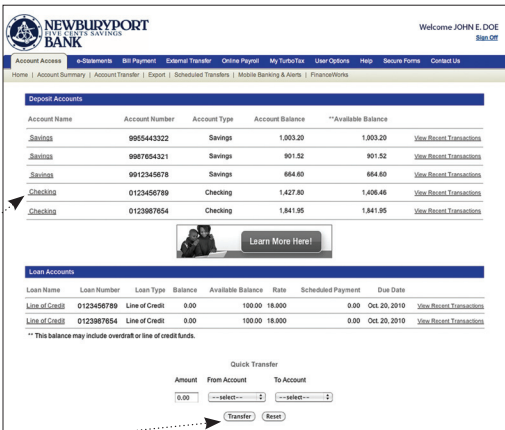 NEWBURYPORT
FIVE CENTS SAVINGS
BANK
Welcome JOHN E. DOE
Sign Off
Account Access e-Statements Bill Payment External Transfer Online Payroll My TurboTax User Options Help Secure Forms Contact Us
Home | Account Summary | Account Transfer | Export | Scheduled Transfers | Mobile Banking & Alerts | FinanceWorks
Deposit Accounts
Account Name Account Number Account Type Account Balance **Available Balance
Savings 9955443322 Savings 1,003.20 1,003.20 View Recent Transactions
Savings 9987654321 Savings 901.52 901.52 View Recent Transactions
Savings 9912345678 Savings 664.60 664.60 View Recent Transactions
Checking 0123456789 Checking 1,427.80 1,406.46 View Recent Transactions
Checking 0123987654 Checking 1,841.95 1,841.95 View Recent Transactions
Learn More Here!
Loan Accounts
Loan Name Loan Number Loan Type Balance Available Balance Rate Scheduled Payment Due Date
Line of Credit 0123456789 Line of Credit 0.00 100.00 18.000 0.00 Oct. 20, 2010 View Recent Transactions
Line of Credit 0123987654 Line of Credit 0.00 100.00 18.000 0.00 Oct. 20, 2010 View Recent Transactions
** This balance may include overdraft or line of credit funds.
Quick Transfer
Amount From Account To Account
0.00 --select-- --select--
Transfer Reset